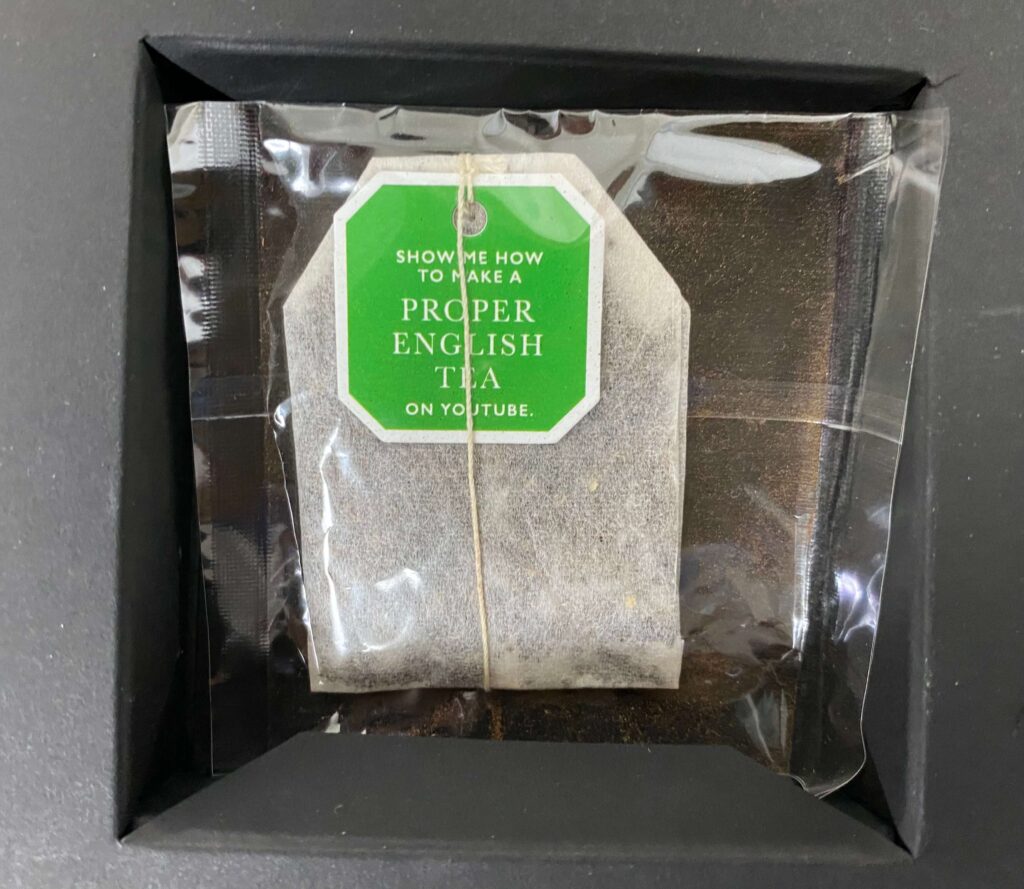 SHOW ME HOW
TO MAKE A
PROPER
ENGLISH
TEA
ON YOUTUBE.